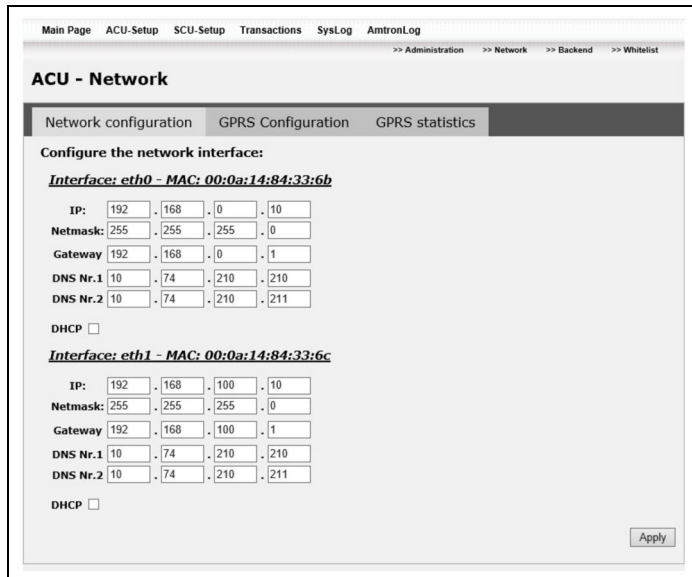 Main Page ACU-Setup SCU-Setup Transactions SysLog AmtronLog
>> Administration >> Network >> Backend >> Whitelist
ACU - Network
Network configuration GPRS Configuration GPRS statistics
Configure the network interface:
Interface: eth0 - MAC: 00:0a:14:84:33:6b
IP: 192 . 168 . 0 . 10
Netmask: 255 . 255 . 255 . 0
Gateway 192 . 168 . 0 . 1
DNS Nr.1 10 . 74 . 210 . 210
DNS Nr.2 10 . 74 . 210 . 211
DHCP
Interface: eth1 - MAC: 00:0a:14:84:33:6c
IP: 192 . 168 . 100 . 10
Netmask: 255 . 255 . 255 . 0
Gateway 192 . 168 . 100 . 1
DNS Nr.1 10 . 74 . 210 . 210
DNS Nr.2 10 . 74 . 210 . 211
DHCP
Apply